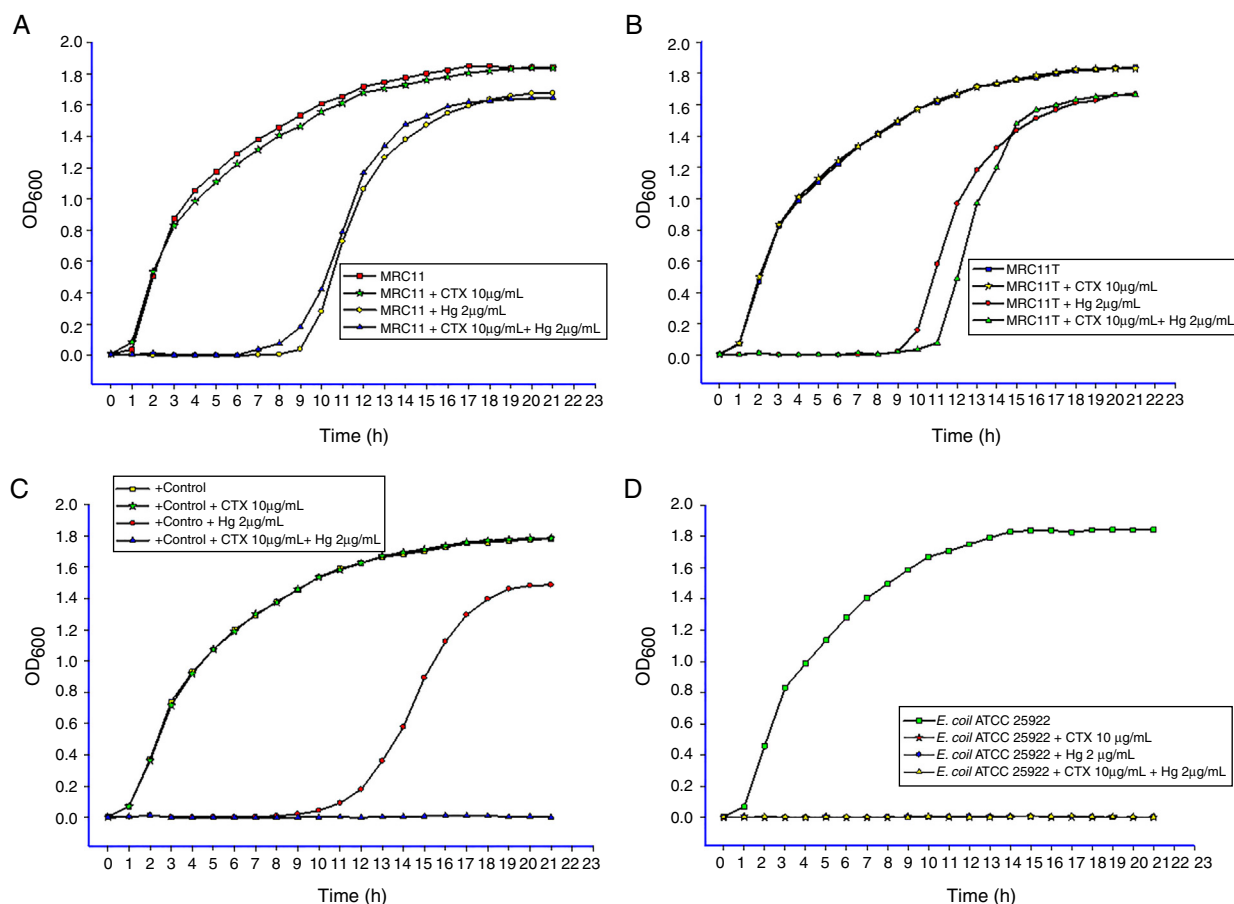 A
2.0
1.8
1.6
1.4
1.2
1.0
0.8
0.6
0.4
0.2
0.0
OD600
MRC11
MRC11 + CTX 10µg/mL
MRC11 + Hg 2µg/mL
MRC11 + CTX 10µg/mL+ Hg 2µg/mL
0 1 2 3 4 5 6 7 8 9 10 11 12 13 14 15 16 17 18 19 20 21 22 23
Time (h)
B
2.0
1.8
1.6
1.4
1.2
1.0
0.8
0.6
0.4
0.2
0.0
OD600
MRC11T
MRC11T + CTX 10µg/mL
MRC11T + Hg 2µg/mL
MRC11T + CTX 10µg/mL+ Hg 2µg/mL
0 1 2 3 4 5 6 7 8 9 10 11 12 13 14 15 16 17 18 19 20 21 22 23
Time (h)
C
+Control
+Control + CTX 10µg/mL
+Contro + Hg 2µg/mL
+Control + CTX 10µg/mL+ Hg 2µg/mL
2.0
1.8
1.6
1.4
1.2
1.0
0.8
0.6
0.4
0.2
0.0
OD600
0 1 2 3 4 5 6 7 8 9 10 11 12 13 14 15 16 17 18 19 20 21 22 23
Time (h)
D
2.0
1.8
1.6
1.4
1.2
1.0
0.8
0.6
0.4
0.2
0.0
OD600
E. coil ATCC 25922
E. coil ATCC 25922 + CTX 10 µg/mL
E. coil ATCC 25922 + Hg 2 µg/mL
E. coil ATCC 25922 + CTX 10µg/mL + Hg 2µg/mL
0 1 2 3 4 5 6 7 8 9 10 11 12 13 14 15 16 17 18 19 20 21 22 23
Time (h)